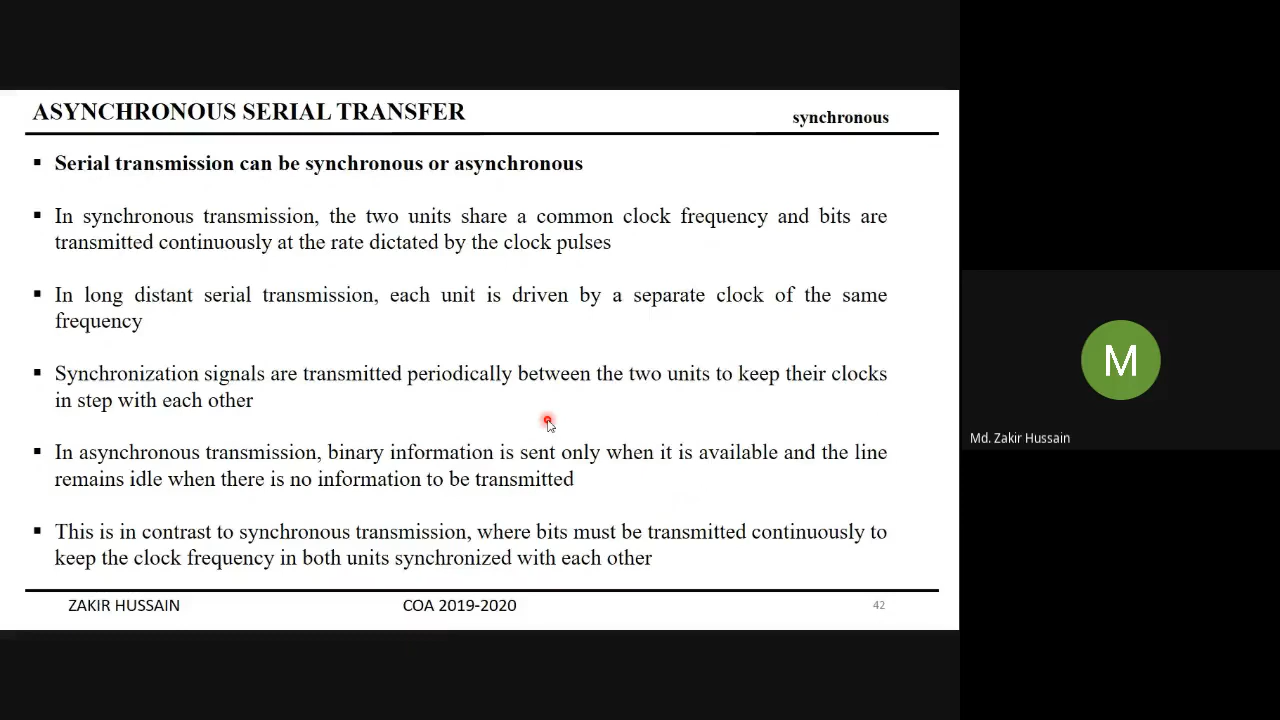 ASYNCHRONOUS SERIAL TRANSFER
synchronous
▪ Serial transmission can be synchronous or asynchronous
▪ In synchronous transmission, the two units share a common clock frequency and bits are
transmitted continuously at the rate dictated by the clock pulses
▪ In long distant serial transmission, each unit is driven by a separate clock of the same
frequency
▪ Synchronization signals are transmitted periodically between the two units to keep their clocks
in step with each other
▪ In asynchronous transmission, binary information is sent only when it is available and the line
remains idle when there is no information to be transmitted
▪ This is in contrast to synchronous transmission, where bits must be transmitted continuously to
keep the clock frequency in both units synchronized with each other
ZAKIR HUSSAIN
COA 2019-2020
42
M
Md. Zakir Hussain